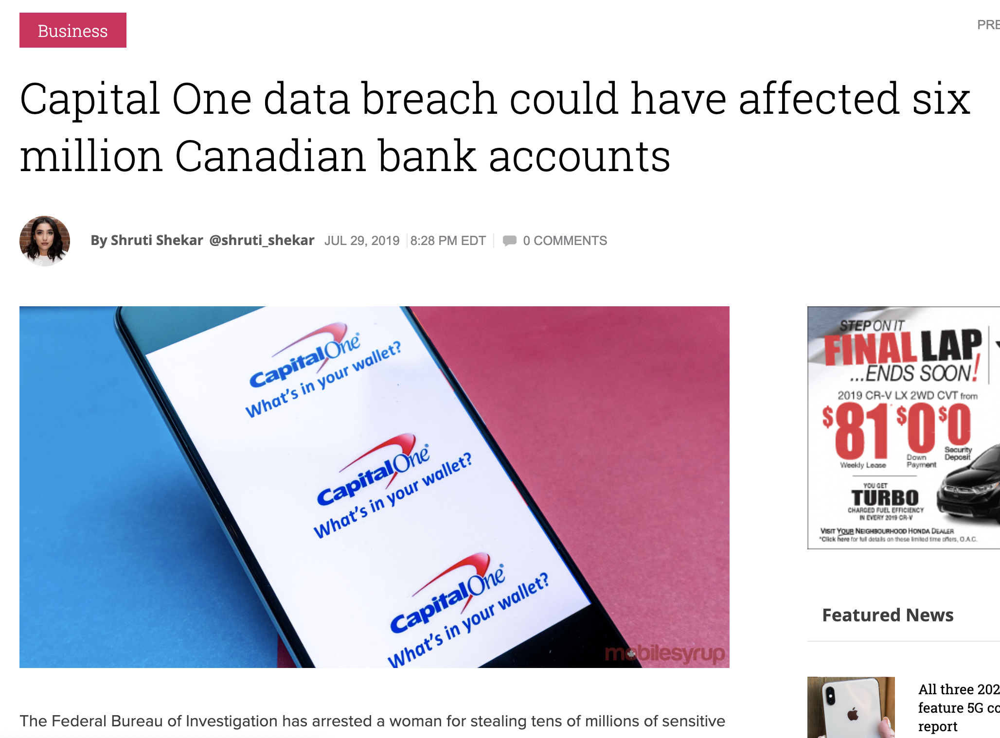 Business
PRE
Capital One data breach could have affected six
million Canadian bank accounts
By Shruti Shekar @shruti_shekar JUL 29, 2019 8:28 PM EDT 0 COMMENTS
CapitalOne®
What's in your wallet?
CapitalOne®
What's in your wallet?
CapitalOne®
What's in your wallet?
mobilesyrup
The Federal Bureau of Investigation has arrested a woman for stealing tens of millions of sensitive
STEP ON IT
FINAL LAP
...ENDS SOON!
2019 CR-V LX 2WD CVT from
$81* $0 $0
Weekly Lease Down Payment Security Deposit
YOU GET
TURBO
CHARGED FUEL EFFICIENCY
IN EVERY 2019 CR-V
VISIT YOUR NEIGHBOURHOOD HONDA DEALER
*Click here for full details on these limited time offers, O.A.C.
Featured News
All three 202
feature 5G co
report